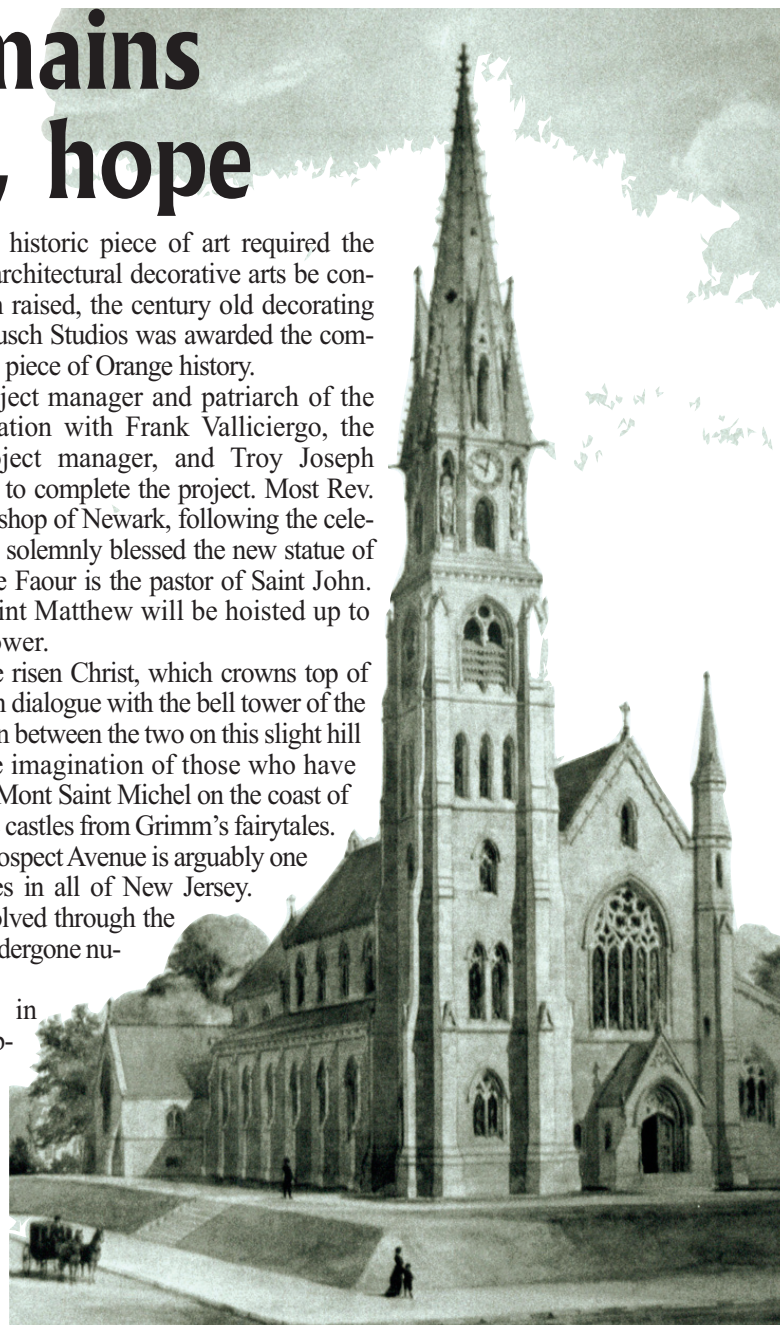 mains
, hope
historic piece of art required the
architectural decorative arts be con-
raised, the century old decorating
usch Studios was awarded the com-
piece of Orange history.
ject manager and patriarch of the
ation with Frank Valliciergo, the
ject manager, and Troy Joseph
to complete the project. Most Rev.
shop of Newark, following the cele-
solemnly blessed the new statue of
e Faour is the pastor of Saint John.
int Matthew will be hoisted up to
ower.
e risen Christ, which crowns top of
n dialogue with the bell tower of the
n between the two on this slight hill
e imagination of those who have
Mont Saint Michel on the coast of
castles from Grimm's fairytales.
ospect Avenue is arguably one
es in all of New Jersey.
olved through the
dergone nu-
in
p-